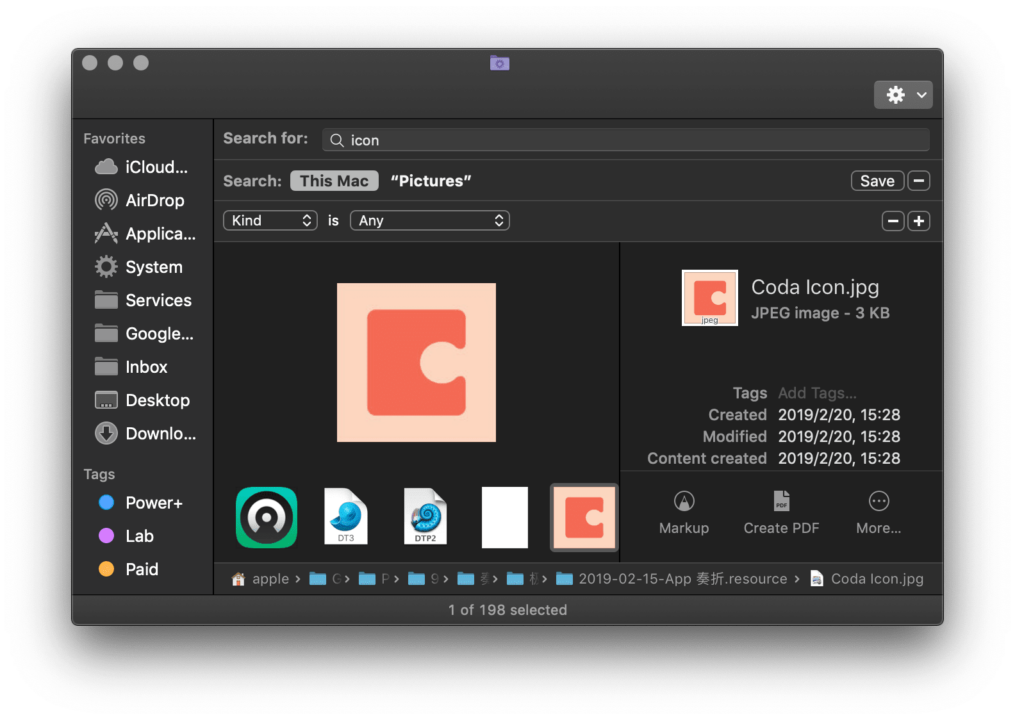 Favorites
iCloud...
AirDrop
Applica...
System
Services
Google...
Inbox
Desktop
Downlo...
Tags
Power+
Lab
Paid
Search for: icon
Search: This Mac “Pictures” Save
Kind is Any
Coda Icon.jpg
JPEG image - 3 KB
jpeg
Tags Add Tags...
Created 2019/2/20, 15:28
Modified 2019/2/20, 15:28
Content created 2019/2/20, 15:28
DT3
DTP2
PDF
Markup Create PDF More...
apple › G › P › 9 › › › 2019-02-15-App 奏折.resource › Coda Icon.jpg
1 of 198 selected